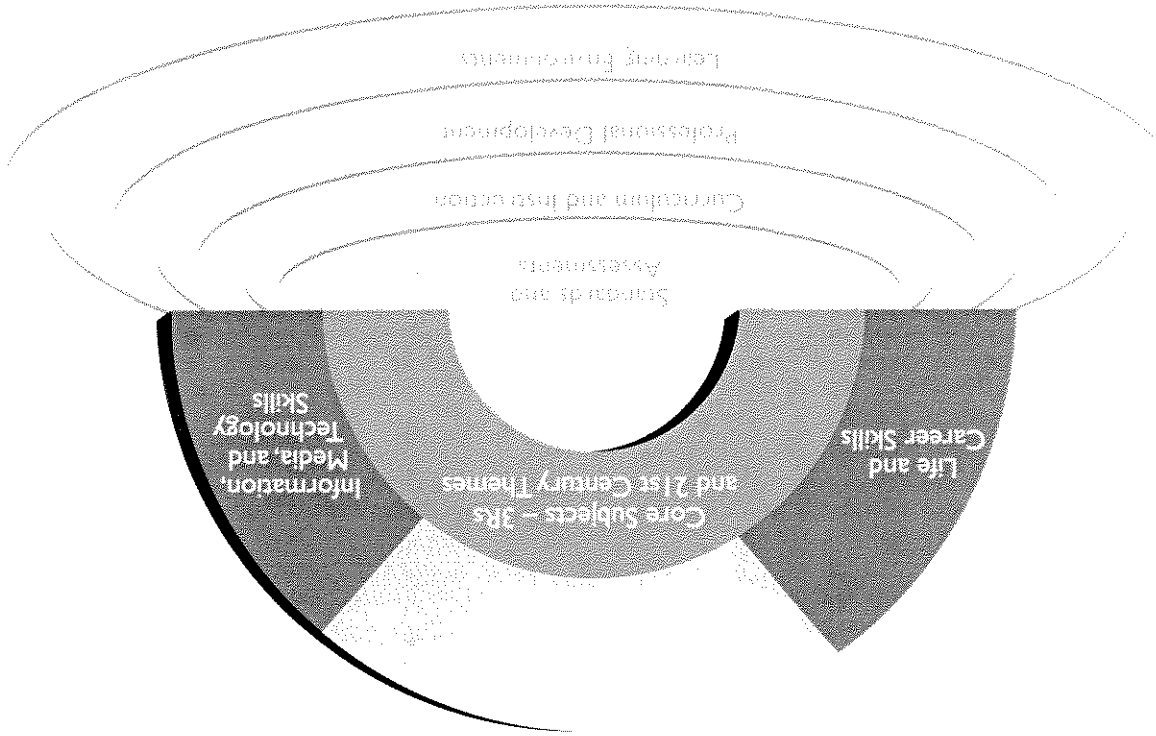 Life and
Career Skills
Core Subjects – 3Rs
and 21st Century Themes
Information,
Media, and
Technology
Skills
Standards and
Assessments
Curriculum and Instruction
Professional Development
Learning Environments